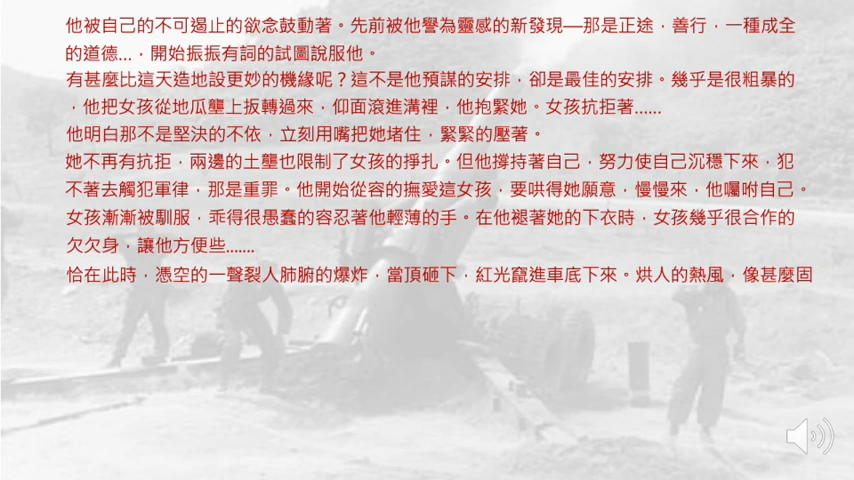 他被自己的不可遏止的欲念鼓動著。先前被他譽為靈感的新發現──那是正途，善行，一種成全
的道德...，開始振振有詞的試圖說服他。
有甚麼比這天造地設更妙的機緣呢？這不是他預謀的安排，卻是最佳的安排。幾乎是很粗暴的
，他把女孩從地瓜壟上扳轉過來，仰面滾進溝裡，他抱緊她。女孩抗拒著......
他明白那不是堅決的不依，立刻用嘴把她堵住，緊緊的壓著。
她不再有抗拒，兩邊的土壟也限制了女孩的掙扎。但他撐持著自己，努力使自己沉穩下來，犯
不著去觸犯軍律，那是重罪。他開始從容的撫愛這女孩，要哄得她願意，慢慢來，他囑咐自己。
女孩漸漸被馴服，乖得很愚蠢的容忍著他輕薄的手。在他褪著她的下衣時，女孩幾乎很合作的
欠欠身，讓他方便些.......
恰在此時，憑空的一聲裂人肺腑的爆炸，當頂砸下，紅光竄進車底下來。烘人的熱風，像甚麼固